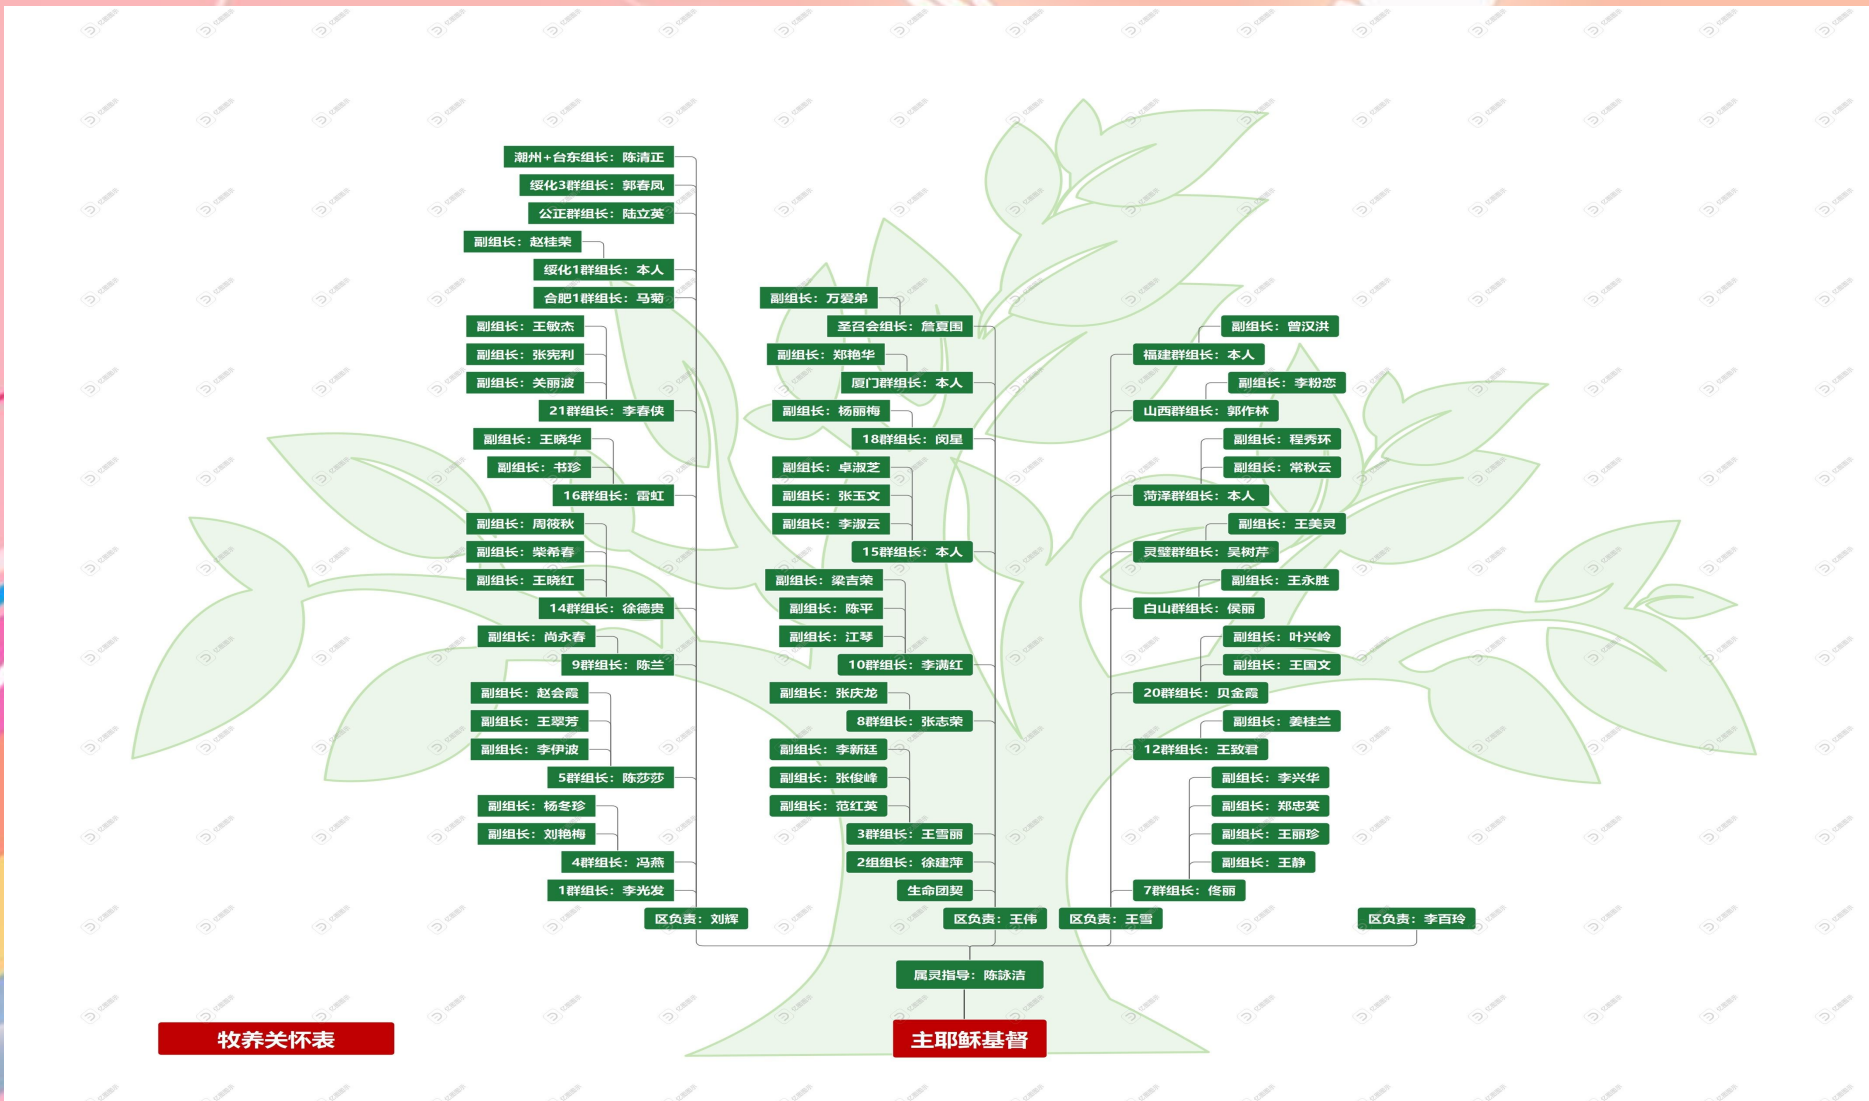 潮州+台东组长：陈清正
绥化3群组长：郭春凤
公正群组长：陆立英
副组长：赵桂荣
绥化1群组长：本人
合肥1群组长：马菊
副组长：王敏杰
副组长：张宪利
副组长：关丽波
21群组长：李春侠
副组长：王晓华
副组长：书珍
16群组长：雷虹
副组长：周筱秋
副组长：柴希春
副组长：王晓红
14群组长：徐德贵
副组长：尚永春
9群组长：陈兰
副组长：赵会霞
副组长：王翠芳
副组长：李伊波
5群组长：陈莎莎
副组长：杨冬珍
副组长：刘艳梅
4群组长：冯燕
1群组长：李光发
区负责：刘辉
副组长：万爱弟
圣召会组长：詹夏围
副组长：郑艳华
厦门群组长：本人
副组长：杨丽梅
18群组长：闵星
副组长：卓淑芝
副组长：张玉文
副组长：李淑云
15群组长：本人
副组长：梁吉荣
副组长：陈平
副组长：江琴
10群组长：李满红
副组长：张庆龙
8群组长：张志荣
副组长：李新廷
副组长：张俊峰
副组长：范红英
3群组长：王雪丽
2组组长：徐建萍
生命团契
区负责：王伟
副组长：曾汉洪
福建群组长：本人
副组长：李粉恋
山西群组长：郭作林
副组长：程秀环
副组长：常秋云
菏泽群组长：本人
副组长：王美灵
灵璧群组长：吴树芹
副组长：王永胜
白山群组长：侯丽
副组长：叶兴岭
副组长：王国文
20群组长：贝金霞
副组长：姜桂兰
12群组长：王致君
副组长：李兴华
副组长：郑忠英
副组长：王丽珍
副组长：王静
7群组长：佟丽
区负责：王雪
区负责：李百玲
属灵指导：陈詠洁
牧养关怀表
主耶稣基督